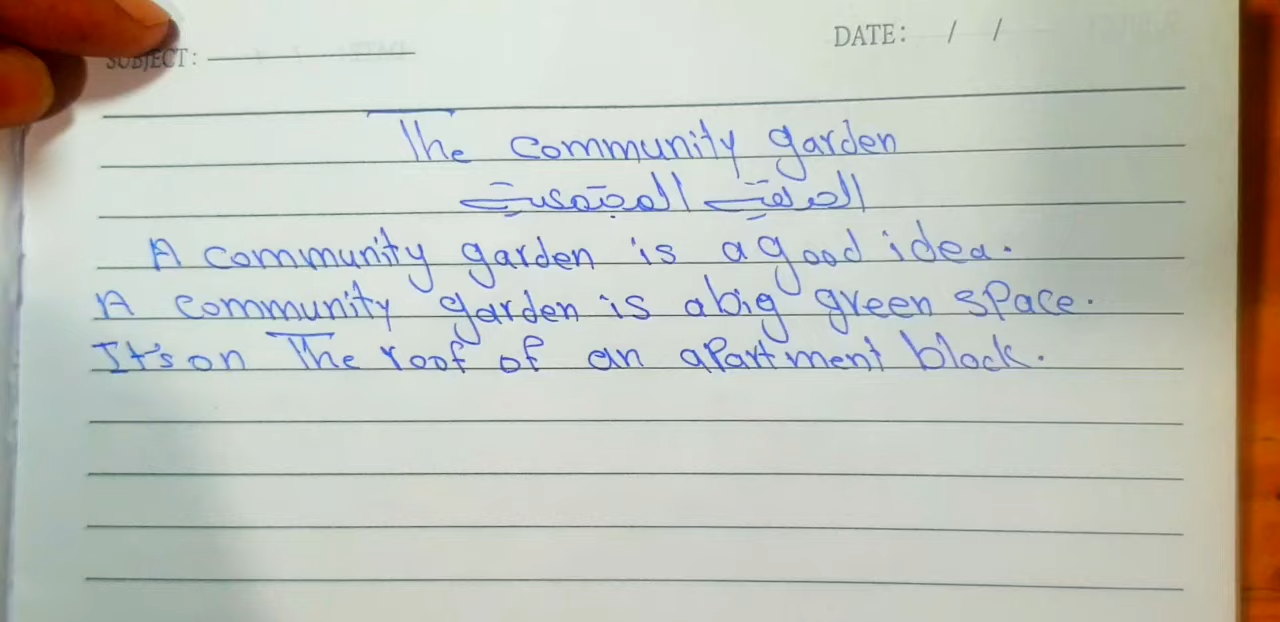 SUBJECT:
DATE: / /
The community garden
الحديقة المجتمعية
A community garden is a good idea.
A community garden is a big green space.
It's on The roof of an apartment block.